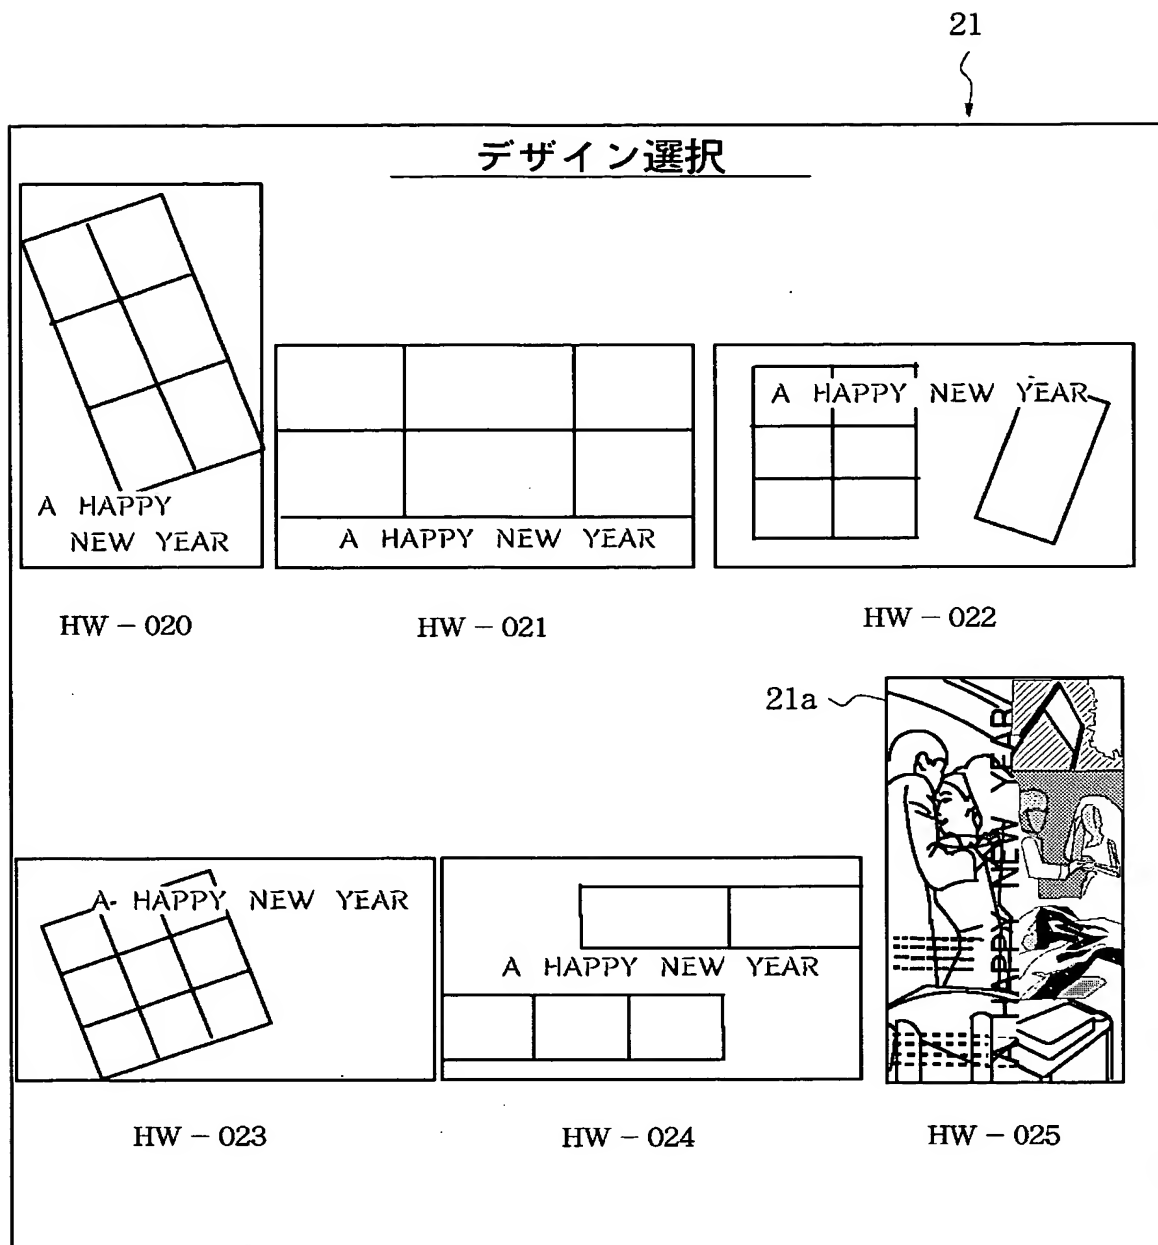 21
デザイン選択
A HAPPY
NEW YEAR
HW－020
A HAPPY NEW YEAR
HW－021
A HAPPY NEW YEAR
HW－022
21a
A HAPPY NEW YEAR
HW－023
A HAPPY NEW YEAR
HW－024
A HAPPY NEW YEAR
HW－025